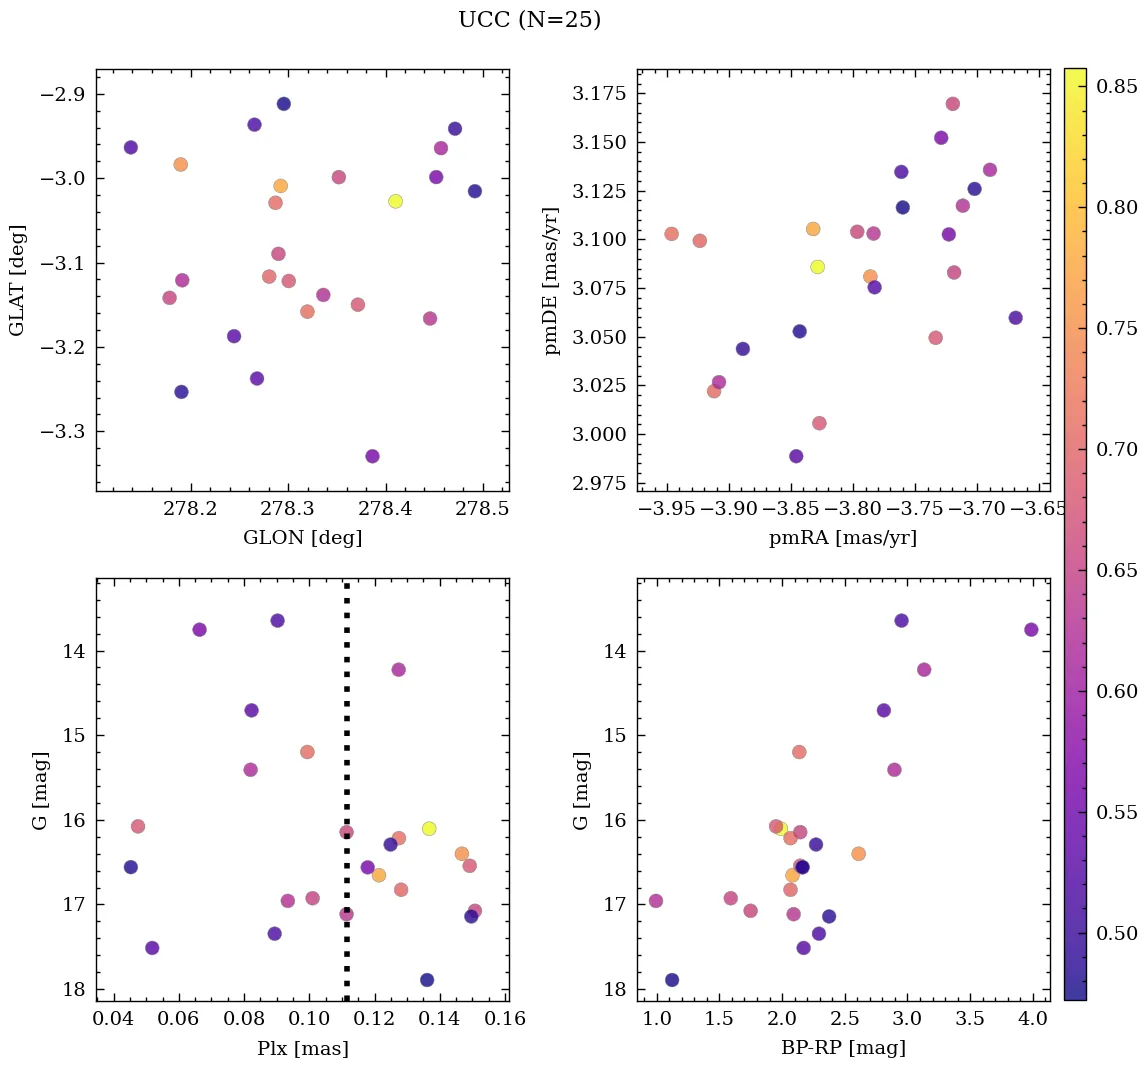 UCC (N=25)
−2.9
−3.0
−3.1
−3.2
−3.3
GLAT [deg]
278.2 278.3 278.4 278.5
GLON [deg]
3.175
3.150
3.125
3.100
3.075
3.050
3.025
3.000
2.975
pmDE [mas/yr]
−3.95 −3.90 −3.85 −3.80 −3.75 −3.70 −3.65
pmRA [mas/yr]
14
15
16
17
18
G [mag]
0.04 0.06 0.08 0.10 0.12 0.14 0.16
Plx [mas]
14
15
16
17
18
G [mag]
1.0 1.5 2.0 2.5 3.0 3.5 4.0
BP-RP [mag]
0.85
0.80
0.75
0.70
0.65
0.60
0.55
0.50